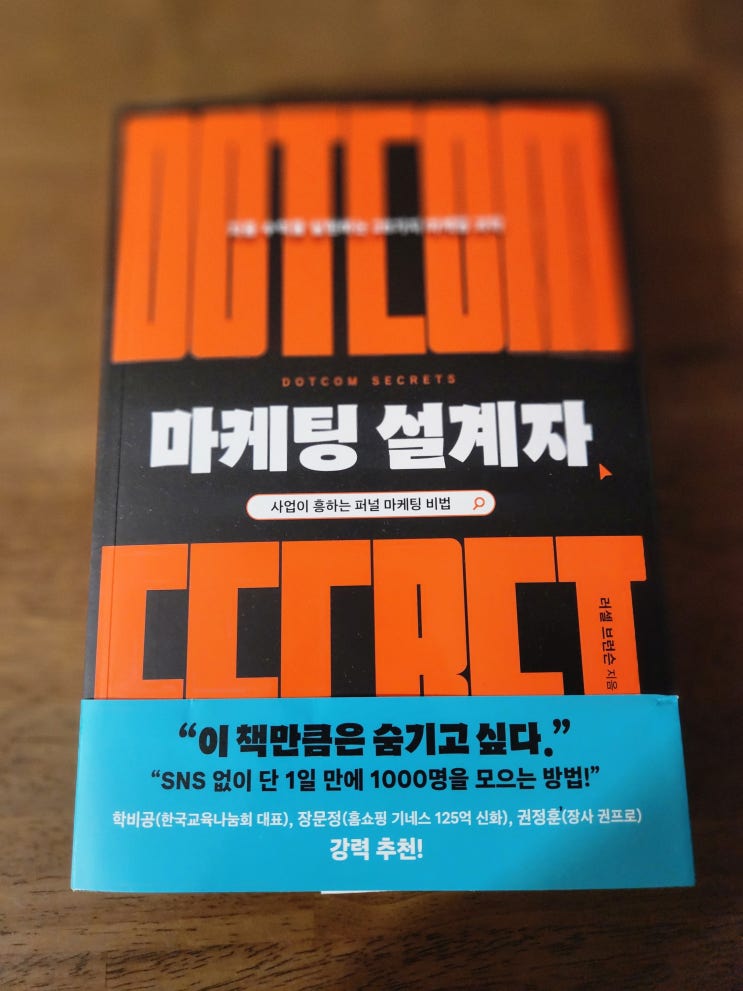 DOTCOM
DOTCOM SECRETS
마케팅 설계자
사업이 흥하는 퍼널 마케팅 비법
SECRET
러셀 브런슨 지음
“이 책만큼은 숨기고 싶다.”
“SNS 없이 단 1일 만에 1000명을 모으는 방법!”
학비공(한국교육나눔회 대표), 장문정(홈쇼핑 기네스 125억 신화), 권정훈(장사 권프로)
강력 추천!